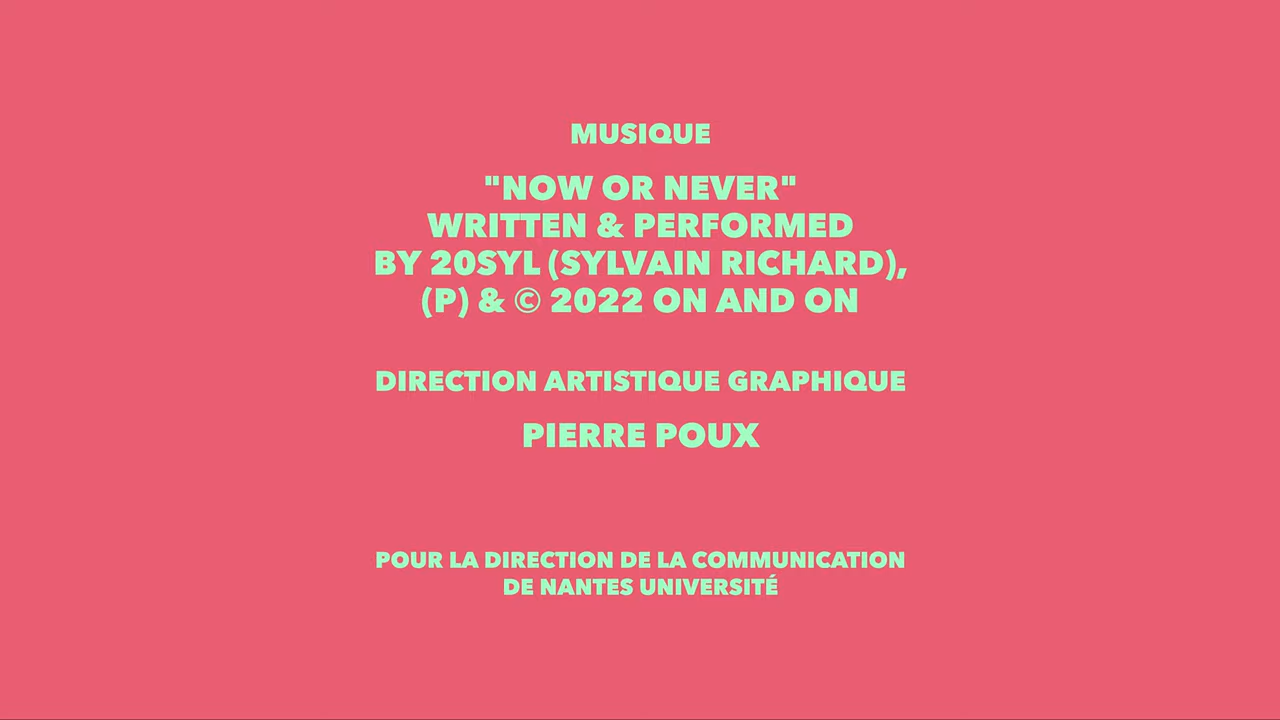 MUSIQUE
"NOW OR NEVER"
WRITTEN & PERFORMED
BY 20SYL (SYLVAIN RICHARD),
(P) & © 2022 ON AND ON
DIRECTION ARTISTIQUE GRAPHIQUE
PIERRE POUX
POUR LA DIRECTION DE LA COMMUNICATION
DE NANTES UNIVERSITÉ